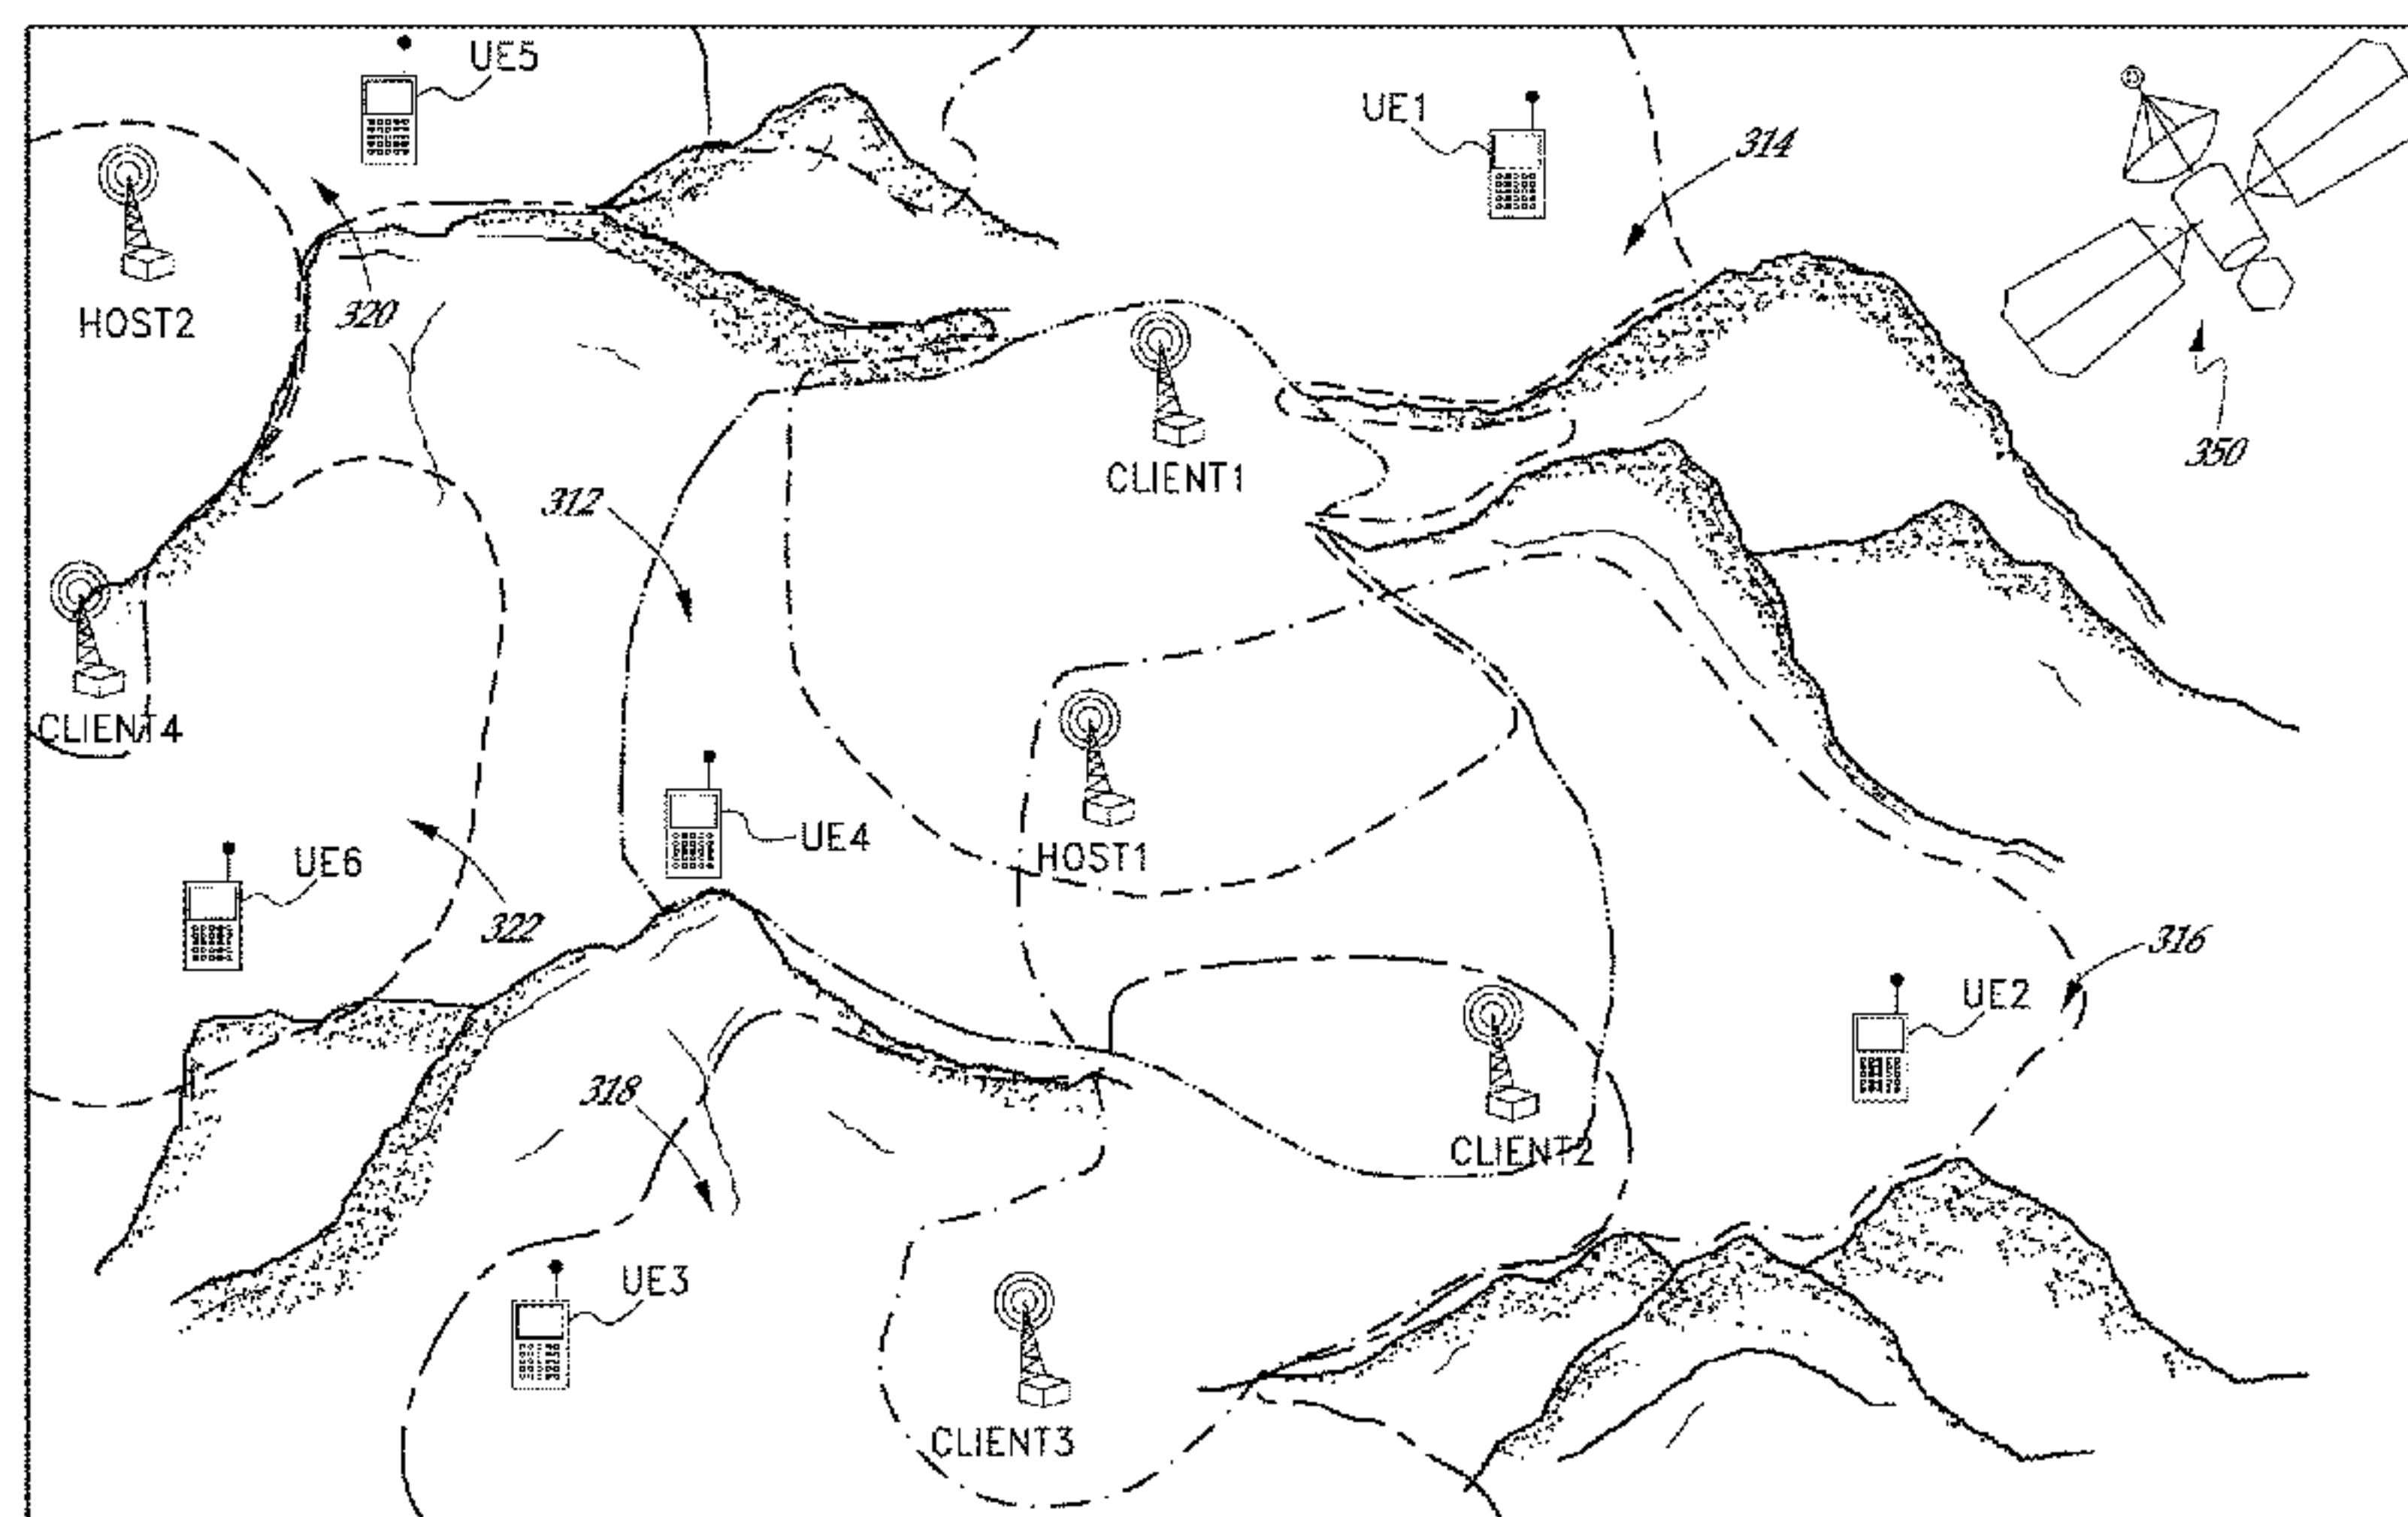 UE5
UE1
314
HOST2
320
350
CLIENT1
312
CLIENT4
UE4
HOST1
UE6
322
316
UE2
318
CLIENT2
UE3
CLIENT3